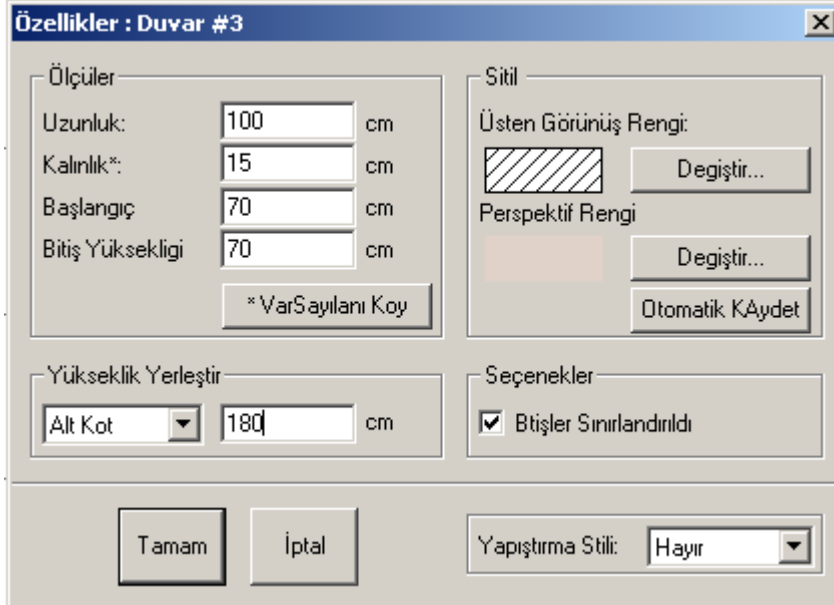 Özellikler : Duvar #3
Ölçüler
Uzunluk: 100 cm
Kalınlık*: 15 cm
Başlangıç 70 cm
Bitiş Yüksekligi 70 cm
* VarSayılanı Koy
Sitil
Üsten Görünüş Rengi:
Degiştir...
Perspektif Rengi
Degiştir...
Otomatik KAydet
Yükseklik Yerleştir
Alt Kot 180 cm
Seçenekler
Btişler Sınırlandırıldı
Tamam
İptal
Yapıştırma Stili: Hayır